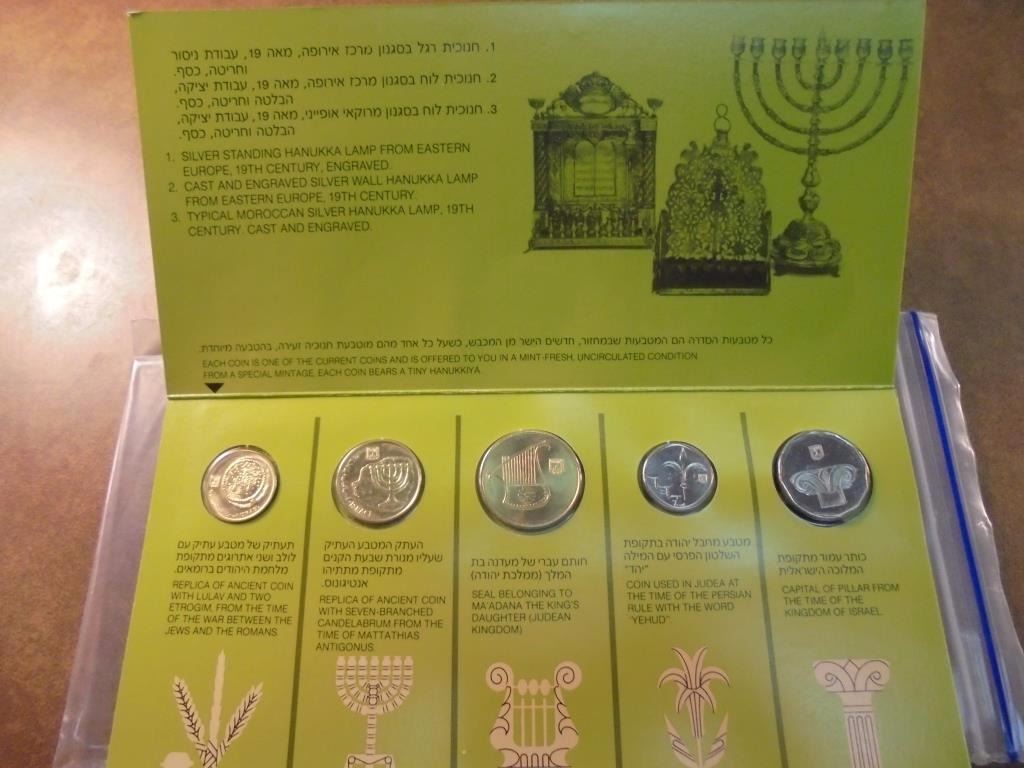 1. חנוכית רגל בסגנון מרכז אירופה, מאה 19, עבודת ניסור
וחריטה, כסף.
2. חנוכית לוח בסגנון מרכז אירופה, מאה 19, עבודת יציקה,
הבלטה וחריטה, כסף.
3. חנוכית לוח בסגנון מרוקאי אופייני, מאה 19, עבודת יציקה,
הבלטה וחריטה, כסף.
1. SILVER STANDING HANUKKA LAMP FROM EASTERN
EUROPE, 19TH CENTURY, ENGRAVED
2. CAST AND ENGRAVED SILVER WALL HANUKKA LAMP
FROM EASTERN EUROPE, 19TH CENTURY.
3. TYPICAL MOROCCAN SILVER HANUKKA LAMP, 19TH
CENTURY. CAST AND ENGRAVED.
כל מטבעות הסדרה הם המטבעות שבמחזור, חדשים הישר מן המכבש, כשעל כל אחד מהם מוטבעת חנוכיה זעירה, בהטבעה מיוחדת.
EACH COIN IS ONE OF THE CURRENT COINS AND IS OFFERED TO YOU IN A MINT-FRESH, UNCIRCULATED CONDITION
FROM A SPECIAL MINTAGE. EACH COIN BEARS A TINY HANUKKIYA.
תעתיק של מטבע עתיק עם
לולב ושני אתרוגים מתקופת
מלחמת היהודים ברומאים.
REPLICA OF ANCIENT COIN
WITH LULAV AND TWO
ETROGIM, FROM THE TIME
OF THE WAR BETWEEN THE
JEWS AND THE ROMANS.
העתק המטבע העתיק
שעליו מנורת שבעת הקנים
מתקופת מתתיהו
אנטיגונוס.
REPLICA OF ANCIENT COIN
WITH SEVEN-BRANCHED
CANDELABRUM FROM THE
TIME OF MATTATHIAS
ANTIGONUS.
חותם עברי של מעדנה בת
המלך (ממלכת יהודה)
SEAL BELONGING TO
MA'ADANA THE KING'S
DAUGHTER (JUDEAN
KINGDOM)
מטבע מחבל יהודה בתקופת
השלטון הפרסי עם המילה
"יהד"
COIN USED IN JUDEA AT
THE TIME OF THE PERSIAN
RULE WITH THE WORD
"YEHUD"
כותר עמוד מתקופת
המלוכה הישראלית
CAPITAL OF PILLAR FROM
THE TIME OF THE
KINGDOM OF ISRAEL.